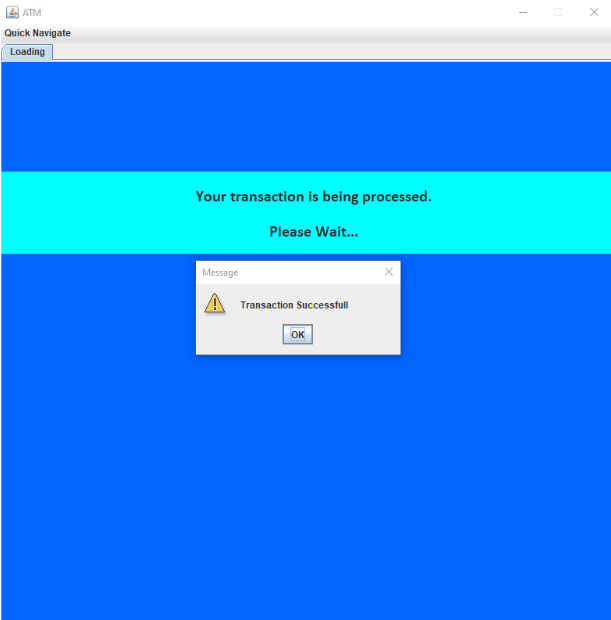 ATM
Quick Navigate
Loading
Your transaction is being processed.
Please Wait...
Message
Transaction Successfull
OK